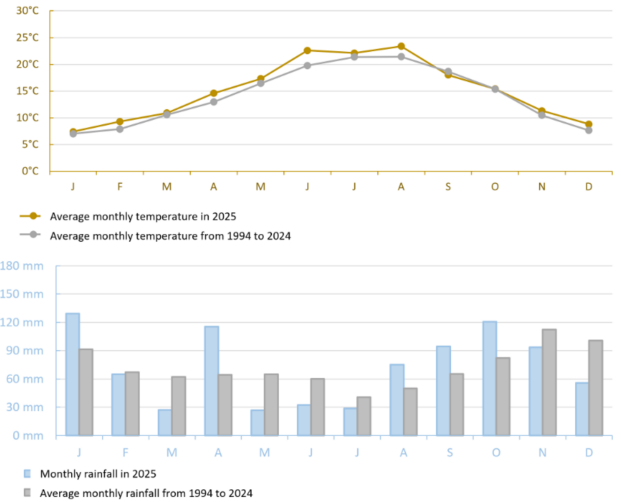 30°C
25°C
20°C
15°C
10°C
5°C
0°C
J F M A M J J A S O N D
Average monthly temperature in 2025
Average monthly temperature from 1994 to 2024
180 mm
150 mm
120 mm
90 mm
60 mm
30 mm
0 mm
J F M A M J J A S O N D
Monthly rainfall in 2025
Average monthly rainfall from 1994 to 2024